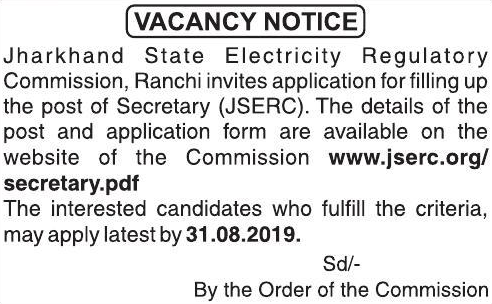 VACANCY NOTICE
Jharkhand State Electricity Regulatory
Commission, Ranchi invites application for filling up
the post of Secretary (JSERC). The details of the
post and application form are available on the
website of the Commission www.jserc.org/
secretary.pdf
The interested candidates who fulfill the criteria,
may apply latest by 31.08.2019.
Sd/-
By the Order of the Commission